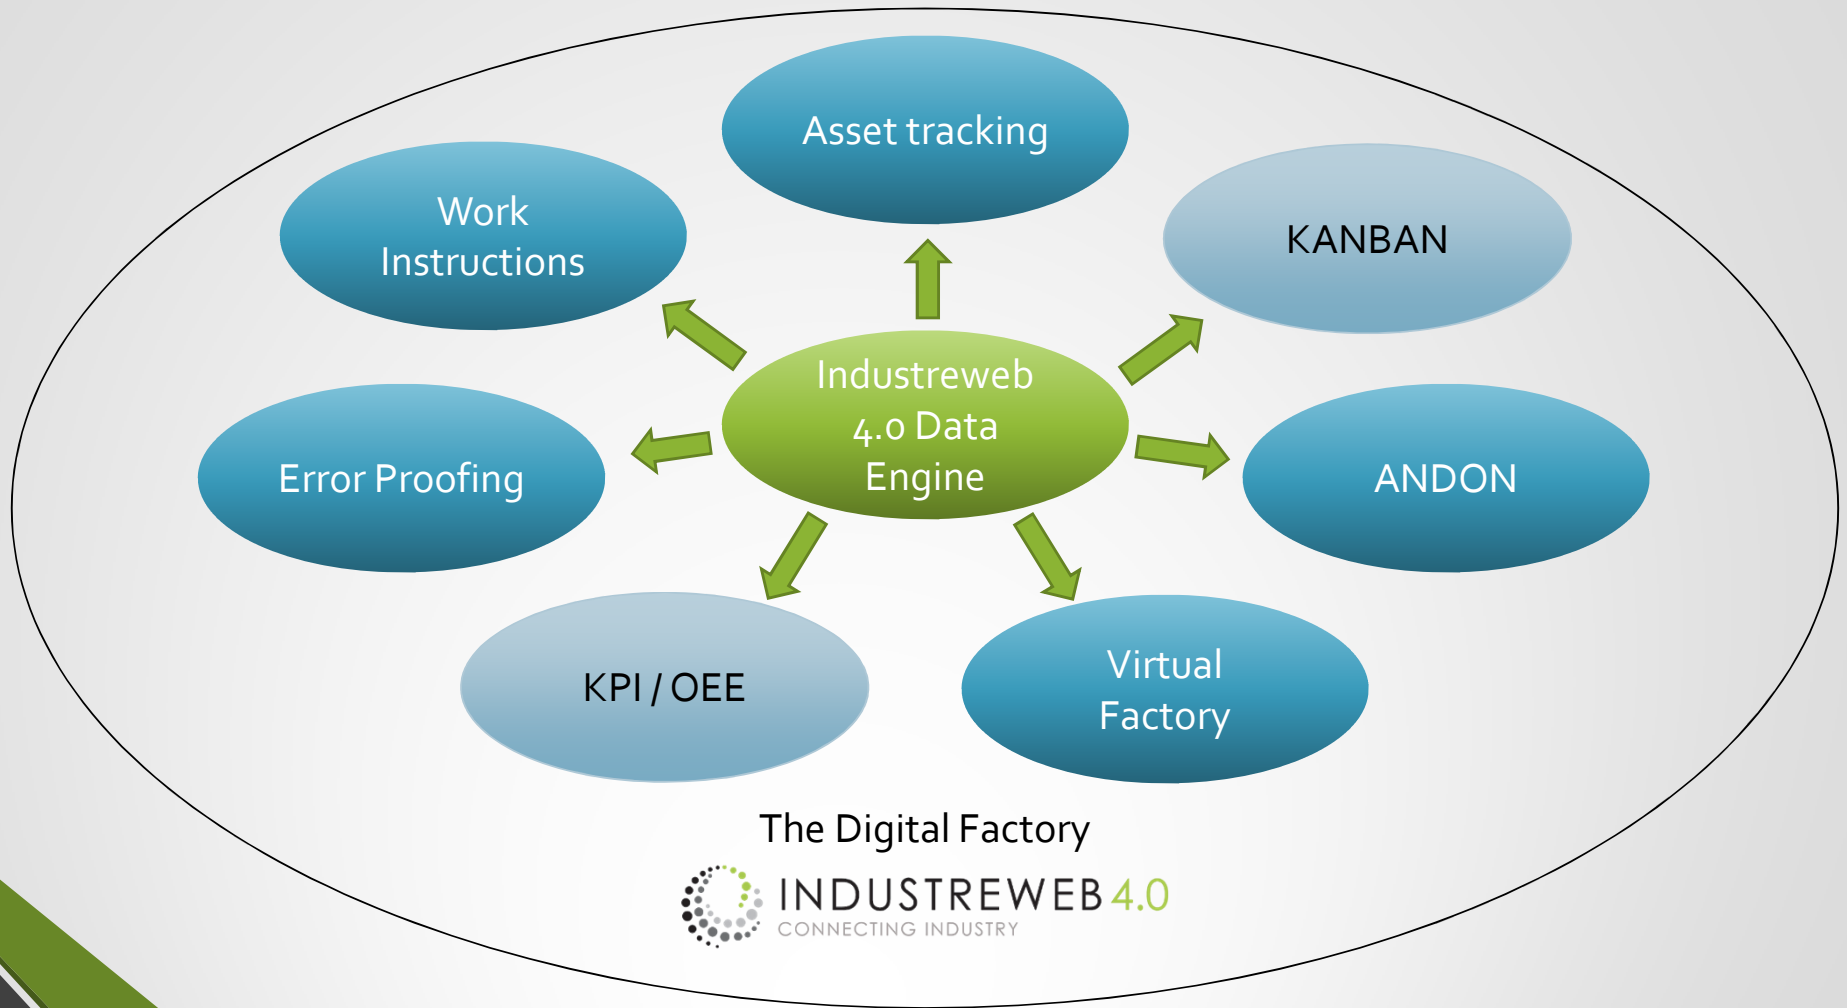 Asset tracking
Work
Instructions
KANBAN
Industreweb
4.0 Data
Engine
Error Proofing
ANDON
KPI / OEE
Virtual
Factory
The Digital Factory
INDUSTREWEB 4.0
CONNECTING INDUSTRY